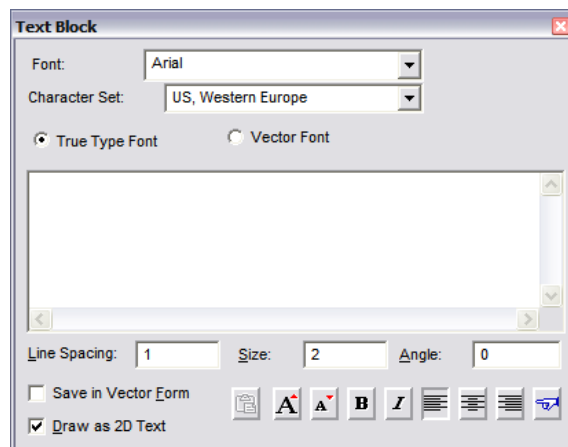 Text Block
Font: Arial
Character Set: US, Western Europe
True Type Font Vector Font
Line Spacing: 1 Size: 2 Angle: 0
Save in Vector Form A A B I
Draw as 2D Text